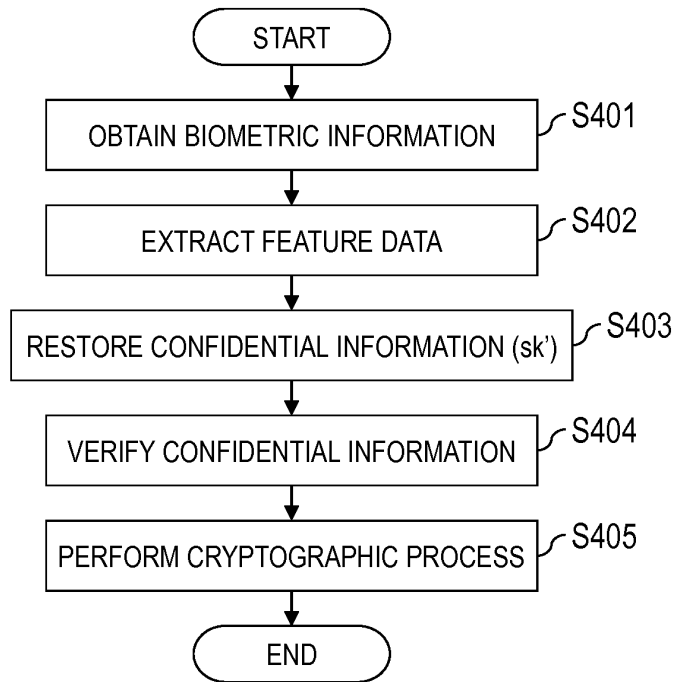 START
OBTAIN BIOMETRIC INFORMATION
S401
EXTRACT FEATURE DATA
S402
RESTORE CONFIDENTIAL INFORMATION (sk’)
S403
VERIFY CONFIDENTIAL INFORMATION
S404
PERFORM CRYPTOGRAPHIC PROCESS
S405
END